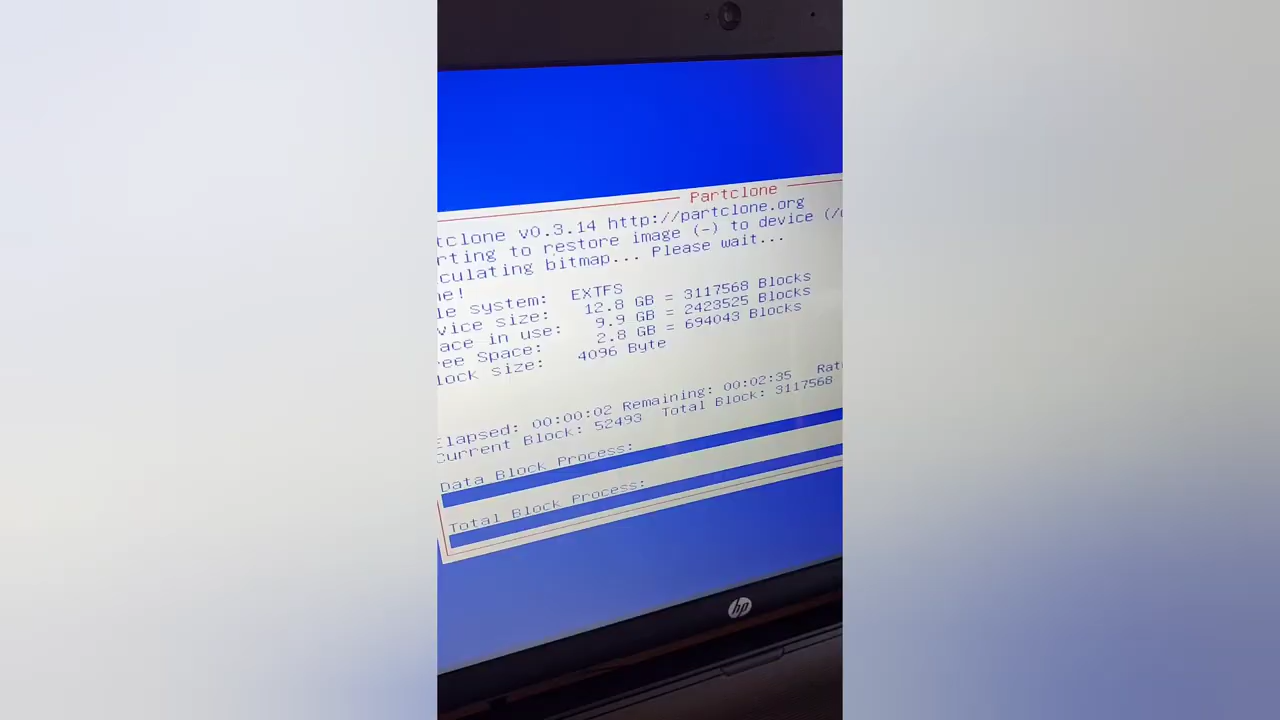 Partclone
tclone v0.3.14 http://partclone.org
rting to restore image (-) to device (/
culating bitmap... Please wait...
ne!
le system: EXTFS
vice size: 12.8 GB = 3117568 Blocks
ace in use: 9.9 GB = 2423525 Blocks
ree Space: 2.8 GB = 694043 Blocks
lock size: 4096 Byte
Elapsed: 00:00:02 Remaining: 00:02:35 Rat
Current Block: 52493 Total Block: 3117568
Data Block Process:
Total Block Process:
hp